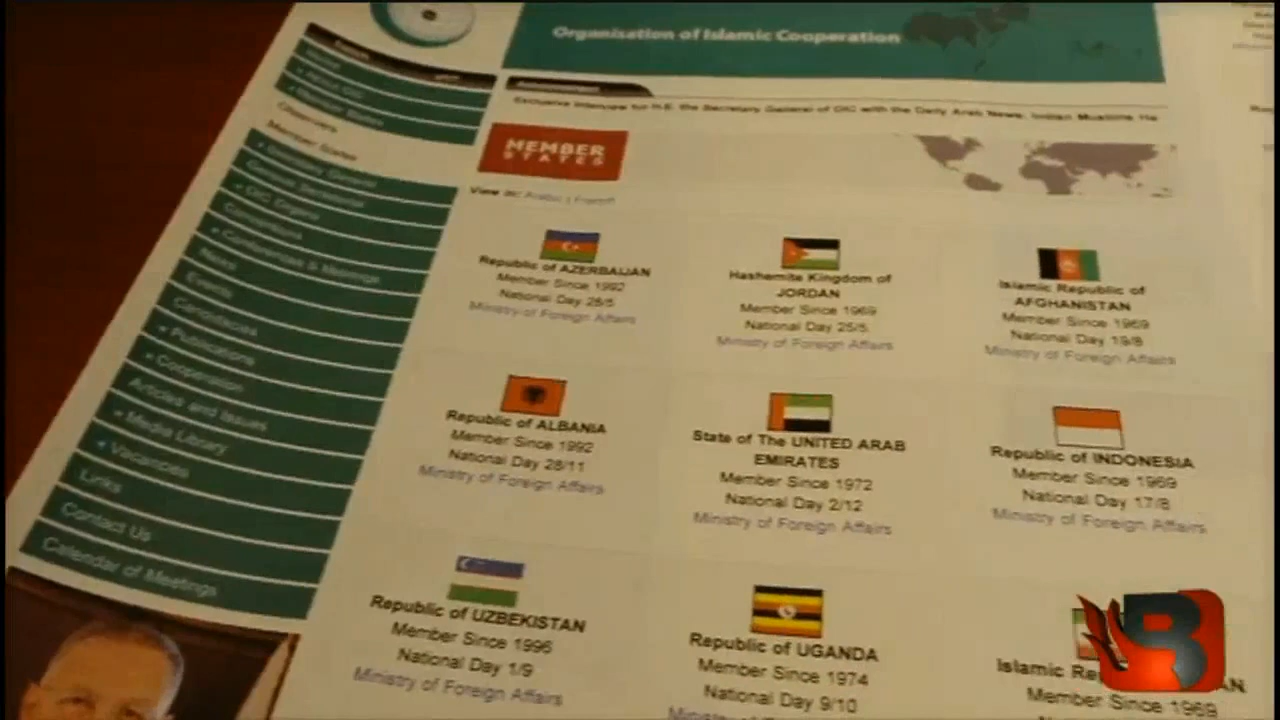 Organisation of Islamic Cooperation
Exclusive Interview for H.E. the Secretary General of OIC with the Daily Arab News: Indian Muslims
MEMBER
STATES
View
Republic of AZERBAIJAN
Member Since 1992
National Day 28/5
Ministry of Foreign Affairs
Hashemite Kingdom of
JORDAN
Member Since 1969
National Day 25/5
Ministry of Foreign Affairs
Islamic Republic of
AFGHANISTAN
Member Since 1969
National Day 19/8
Ministry of Foreign Affairs
Republic of ALBANIA
Member Since 1992
National Day 28/11
Ministry of Foreign Affairs
State of The UNITED ARAB
EMIRATES
Member Since 1972
National Day 2/12
Ministry of Foreign Affairs
Republic of INDONESIA
Member Since 1969
National Day 17/8
Ministry of Foreign Affairs
Republic of UZBEKISTAN
Member Since 1996
National Day 1/9
Ministry of Foreign Affairs
Republic of UGANDA
Member Since 1974
National Day 9/10
Ministry of Foreign Affairs
Islamic
Member Since 1969
Member States
Secretary General
General Secretariat
OIC Organs
Conventions
Conferences & Meetings
News
Events
Candidacies
Publications
Cooperation
Articles and Issues
Media Library
Vacancies
Links
Contact Us
Calendar of Meetings